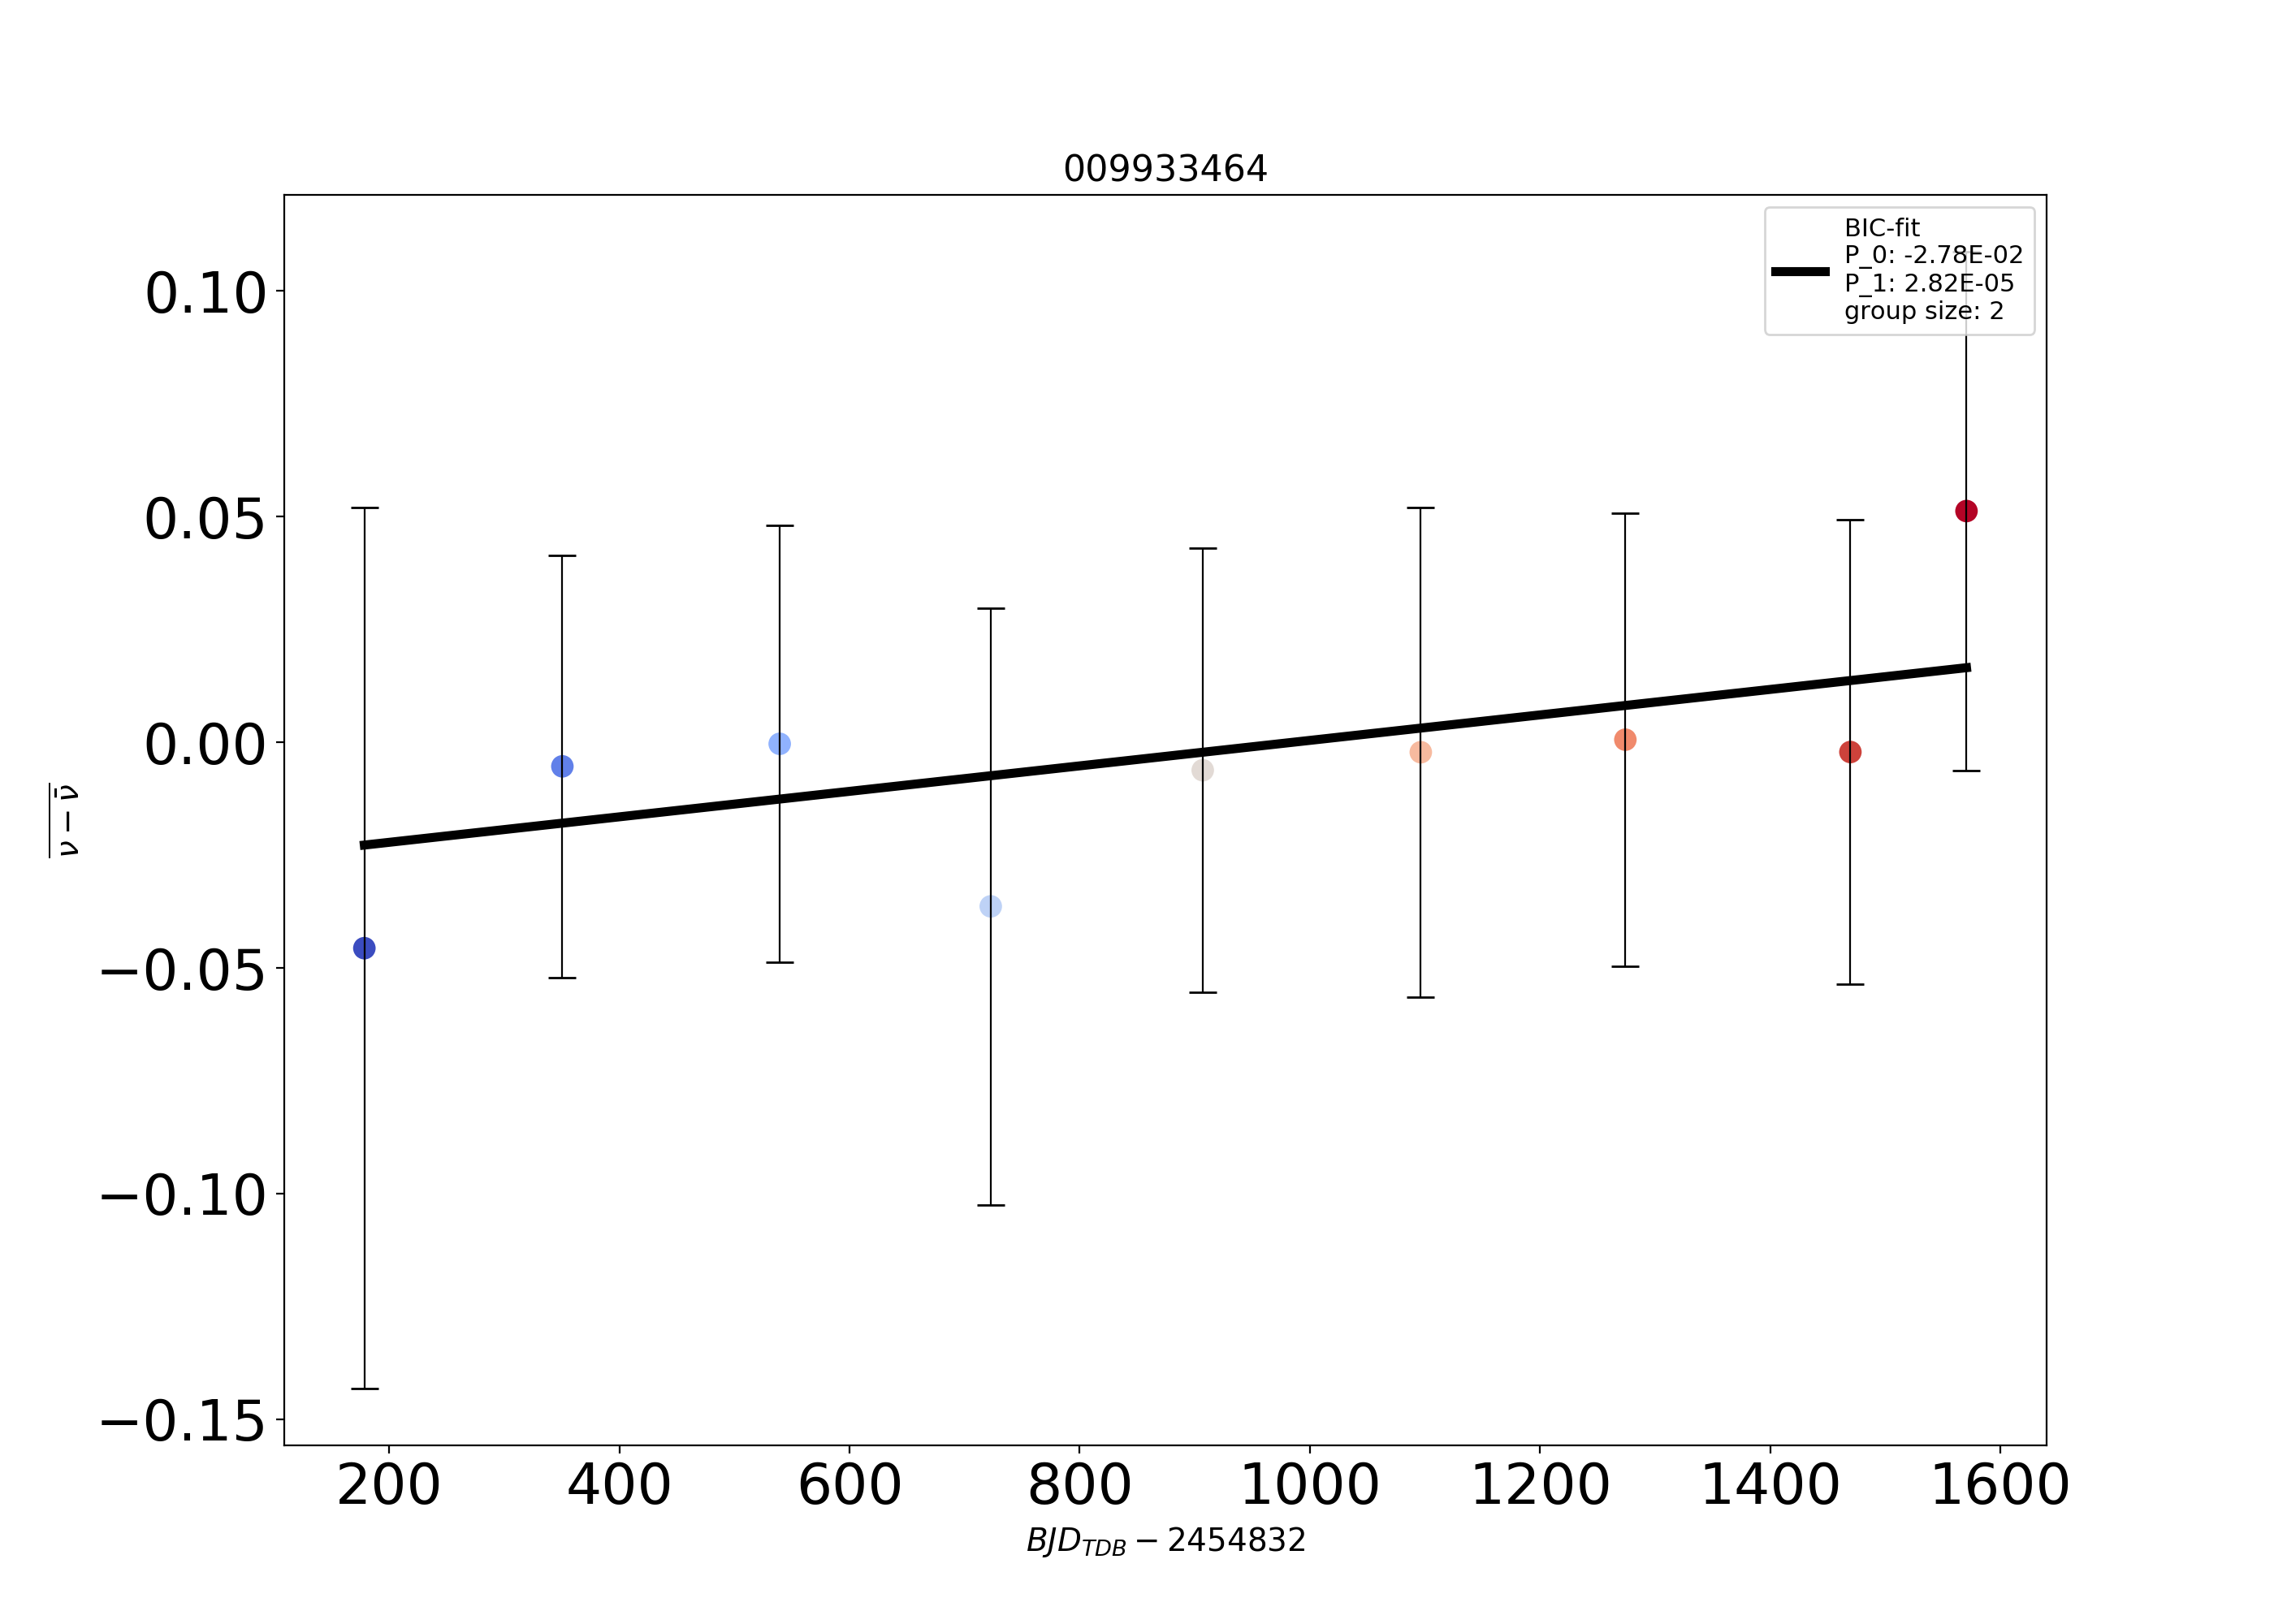 009933464
BIC-fit
P_0: -2.78E-02
P_1: 2.82E-05
group size: 2
0.10
0.05
0.00
−0.05
−0.10
−0.15
ν − ν̄
200 400 600 800 1000 1200 1400 1600
BJD_TDB − 2454832